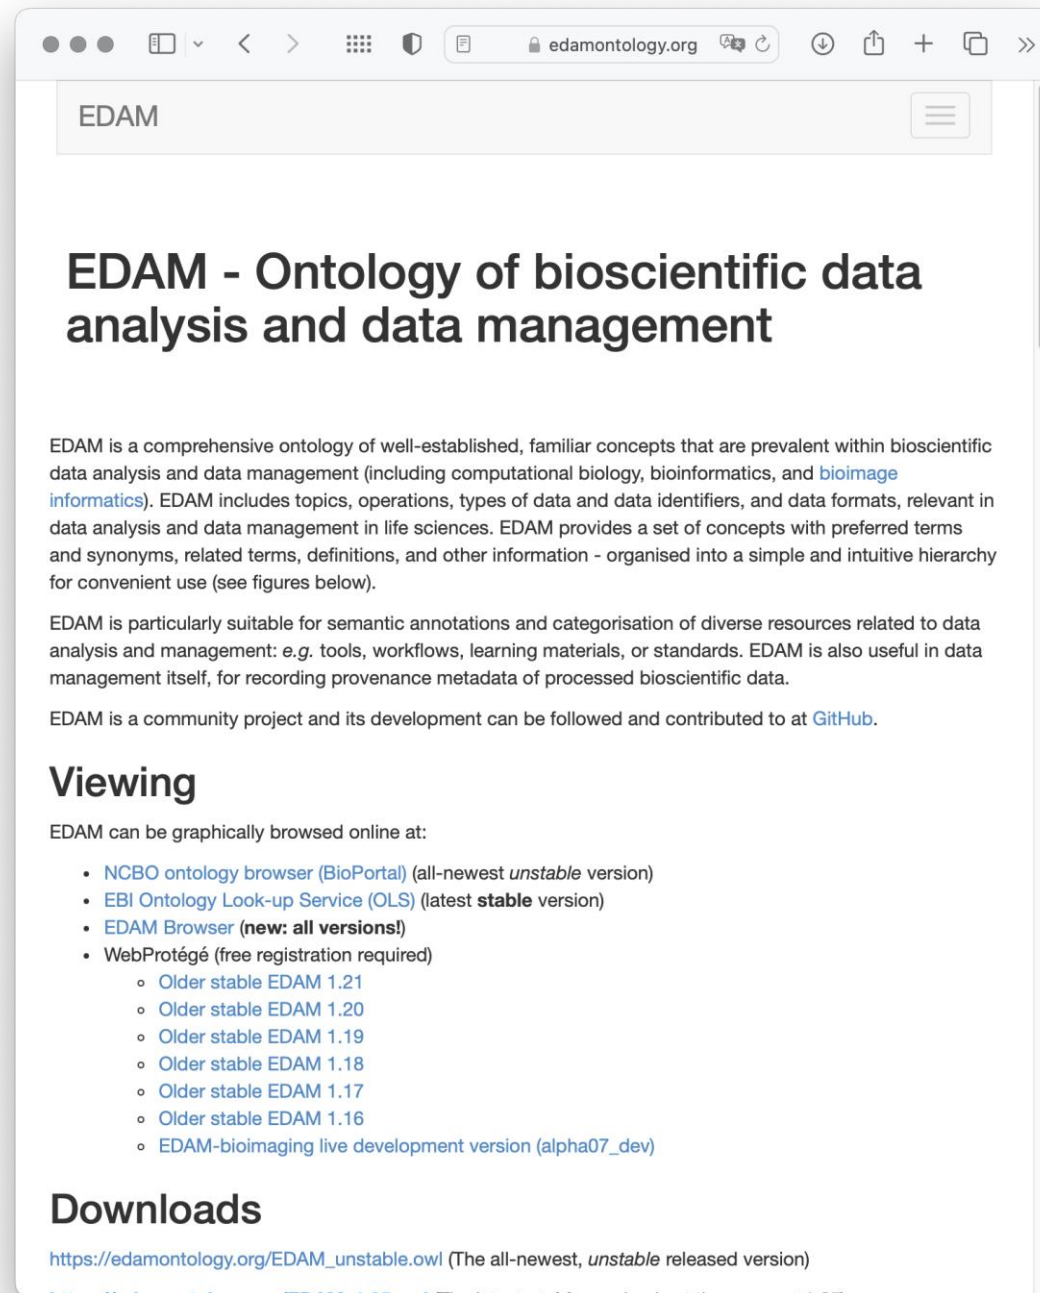 edamontology.org
EDAM
EDAM - Ontology of bioscientific data
analysis and data management
EDAM is a comprehensive ontology of well-established, familiar concepts that are prevalent within bioscientific
data analysis and data management (including computational biology, bioinformatics, and bioimage
informatics). EDAM includes topics, operations, types of data and data identifiers, and data formats, relevant in
data analysis and data management in life sciences. EDAM provides a set of concepts with preferred terms
and synonyms, related terms, definitions, and other information - organised into a simple and intuitive hierarchy
for convenient use (see figures below).
EDAM is particularly suitable for semantic annotations and categorisation of diverse resources related to data
analysis and management: e.g. tools, workflows, learning materials, or standards. EDAM is also useful in data
management itself, for recording provenance metadata of processed bioscientific data.
EDAM is a community project and its development can be followed and contributed to at GitHub.
Viewing
EDAM can be graphically browsed online at:
• NCBO ontology browser (BioPortal) (all-newest unstable version)
• EBI Ontology Look-up Service (OLS) (latest stable version)
• EDAM Browser (new: all versions!)
• WebProtégé (free registration required)
◦ Older stable EDAM 1.21
◦ Older stable EDAM 1.20
◦ Older stable EDAM 1.19
◦ Older stable EDAM 1.18
◦ Older stable EDAM 1.17
◦ Older stable EDAM 1.16
◦ EDAM-bioimaging live development version (alpha07_dev)
Downloads
https://edamontology.org/EDAM_unstable.owl (The all-newest, unstable released version)